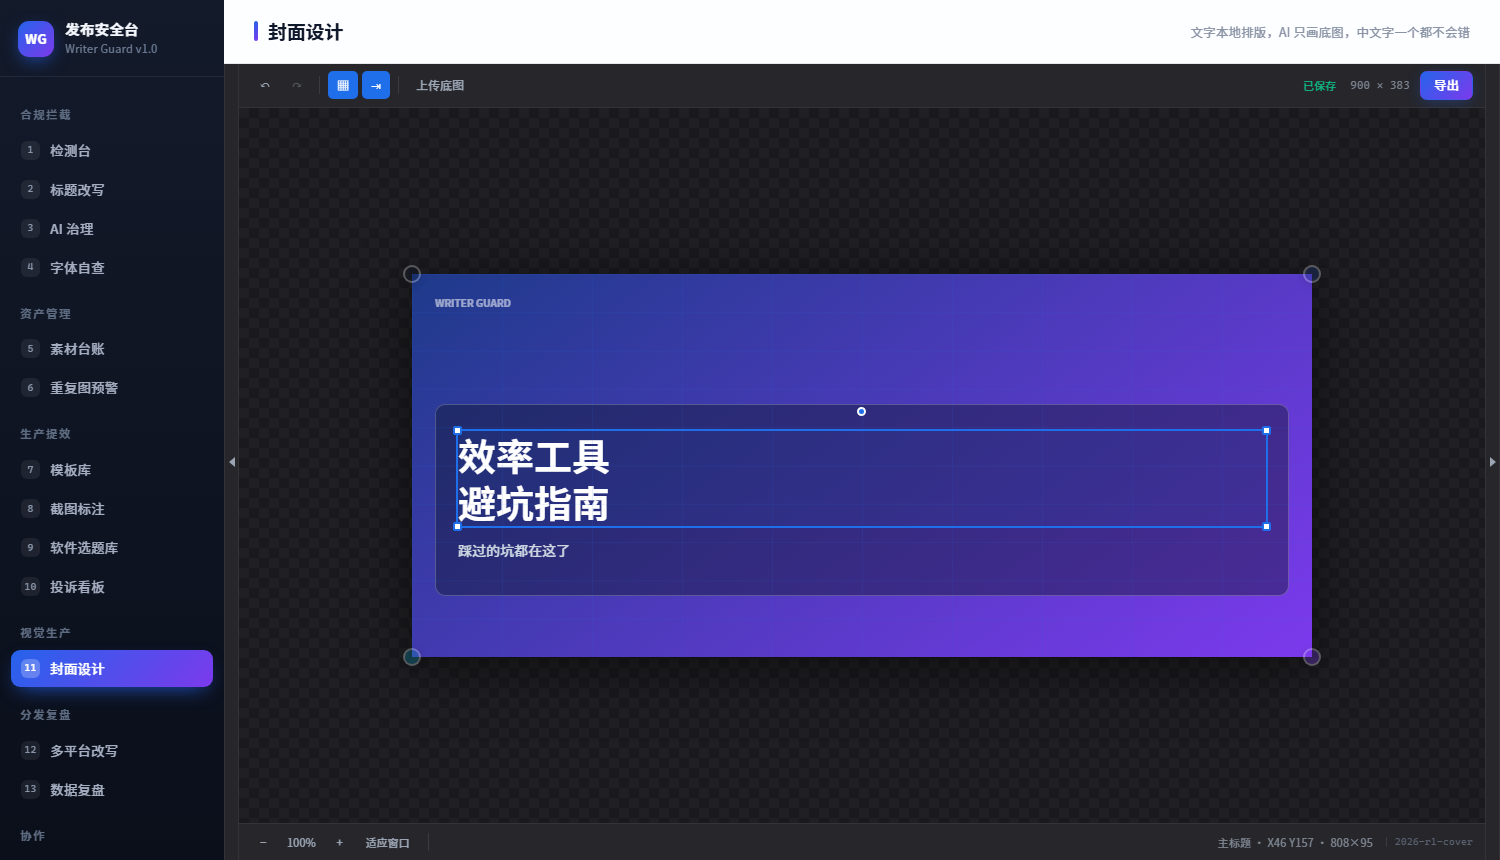 WG
发布安全台
Writer Guard v1.0
合规拦截
1 检测台
2 标题改写
3 AI 治理
4 字体自查
资产管理
5 素材台账
6 重复图预警
生产提效
7 模板库
8 截图标注
9 软件选题库
10 投诉看板
视觉生产
11 封面设计
分发复盘
12 多平台改写
13 数据复盘
协作
封面设计
文字本地排版，AI 只画底图，中文字一个都不会错
上传底图
已保存
900 × 383
导出
WRITER GUARD
效率工具
避坑指南
踩过的坑都在这了
− 100% + 适应窗口
主标题 · X46 Y157 · 808×95
2026-rl-cover